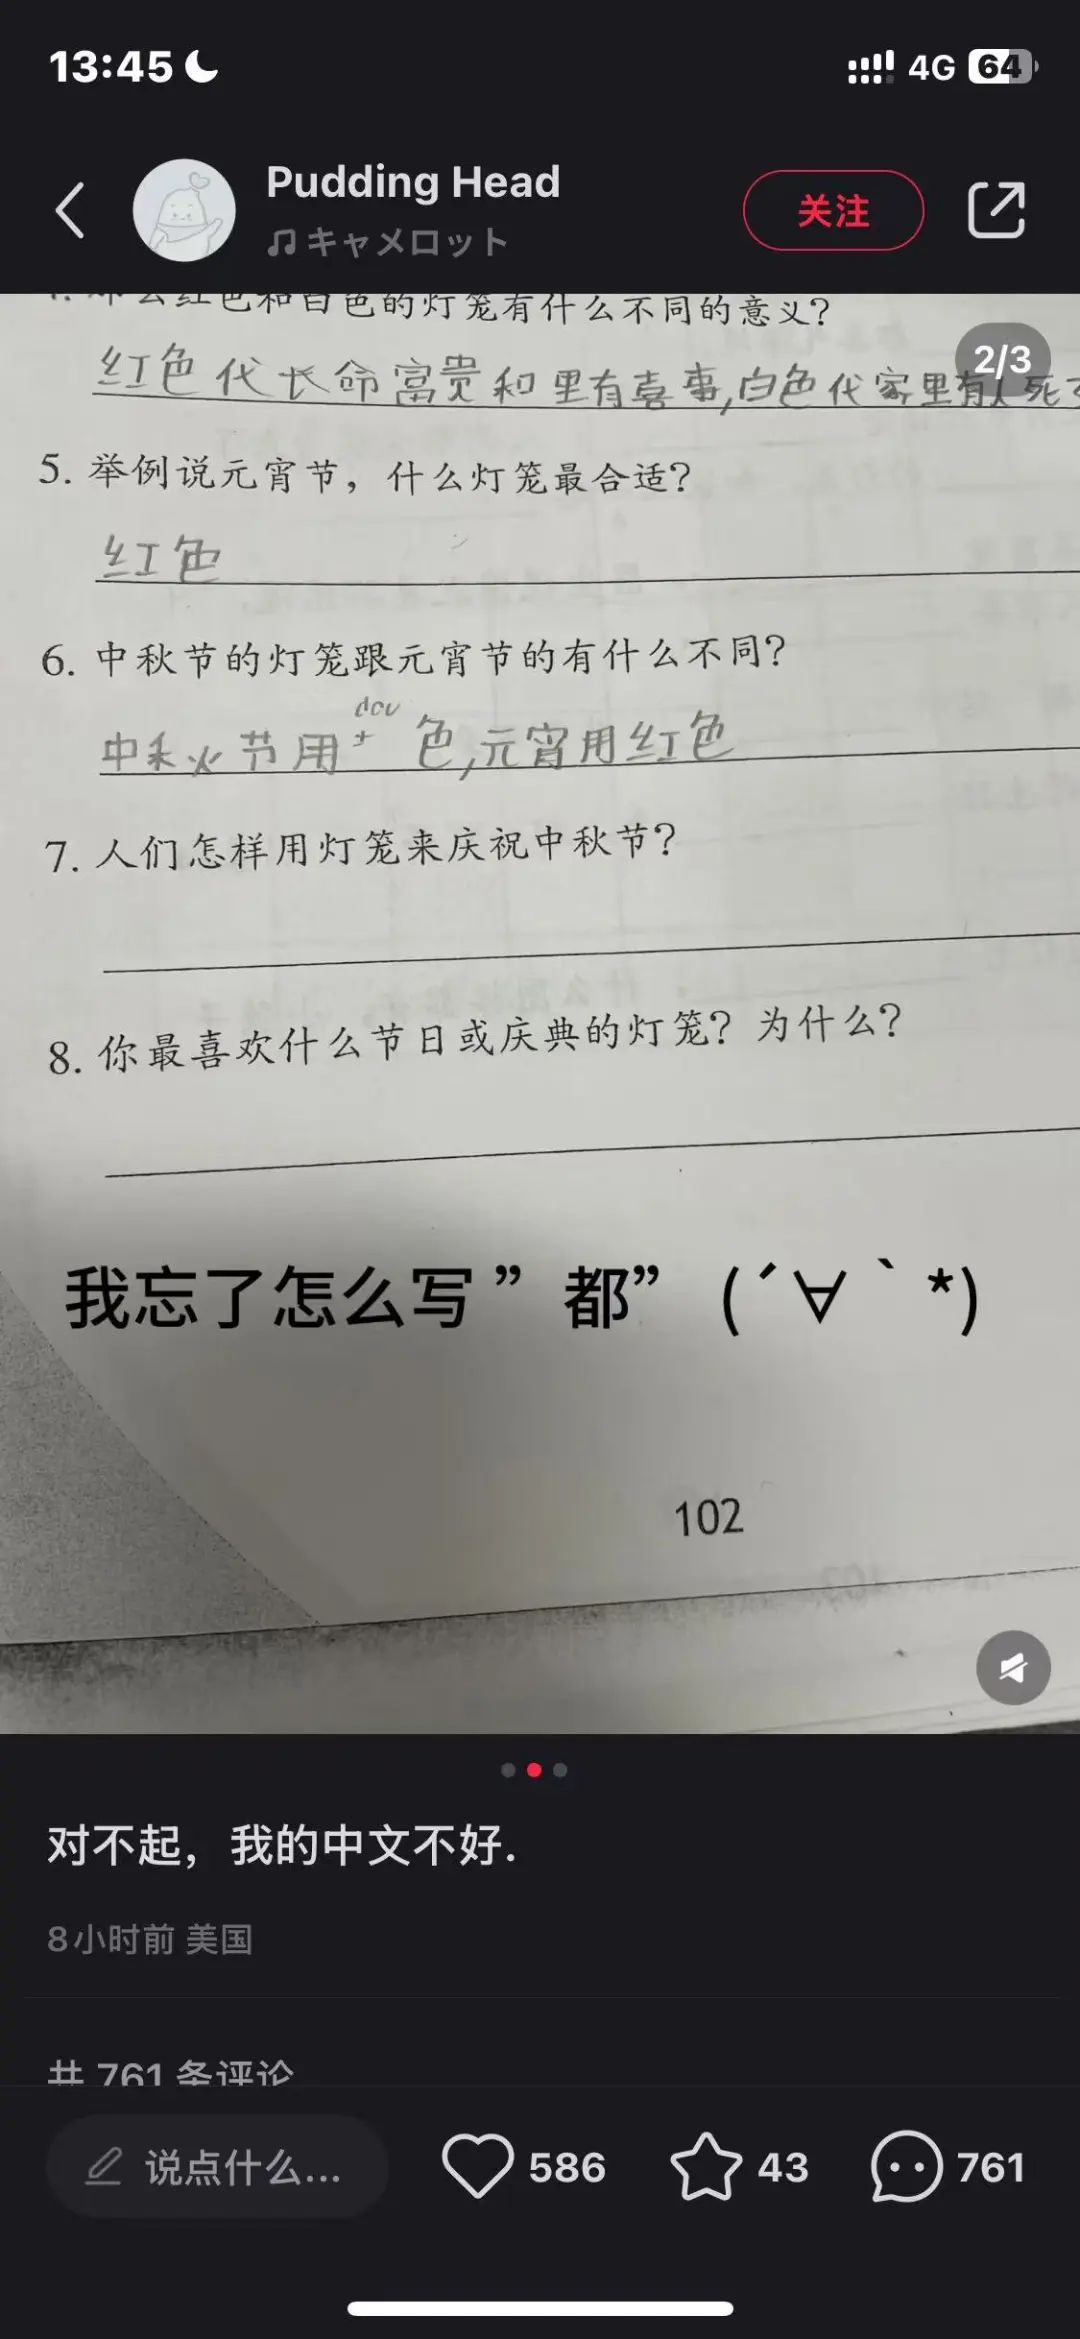 13:45
4G 64
Pudding Head
キャメロット
关注
么红色和白色的灯笼有什么不同的意义?
2/3
红色代长命富贵和里有喜事,白色代家里有人死了
5. 举例说元宵节，什么灯笼最合适?
红色
6. 中秋节的灯笼跟元宵节的有什么不同?
dou
中秋节用 色,元宵用红色
7. 人们怎样用灯笼来庆祝中秋节?
8. 你最喜欢什么节日或庆典的灯笼? 为什么?
我忘了怎么写 ” 都” (´∀｀*)
102
对不起，我的中文不好.
8小时前 美国
共 761 条评论
说点什么...
586
43
761